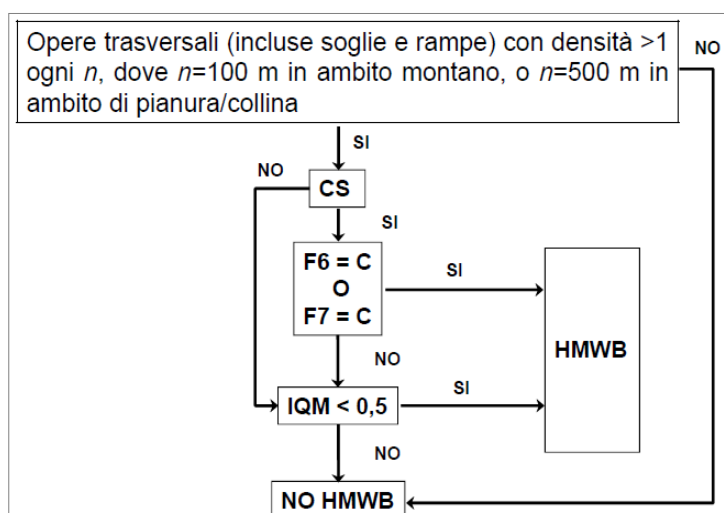 Opere trasversali (incluse soglie e rampe) con densità >1
ogni n, dove n=100 m in ambito montano, o n=500 m in
ambito di pianura/collina
NO
SI
NO
CS
SI
F6 = C
O
F7 = C
SI
HMWB
NO
IQM < 0,5
SI
NO
NO HMWB